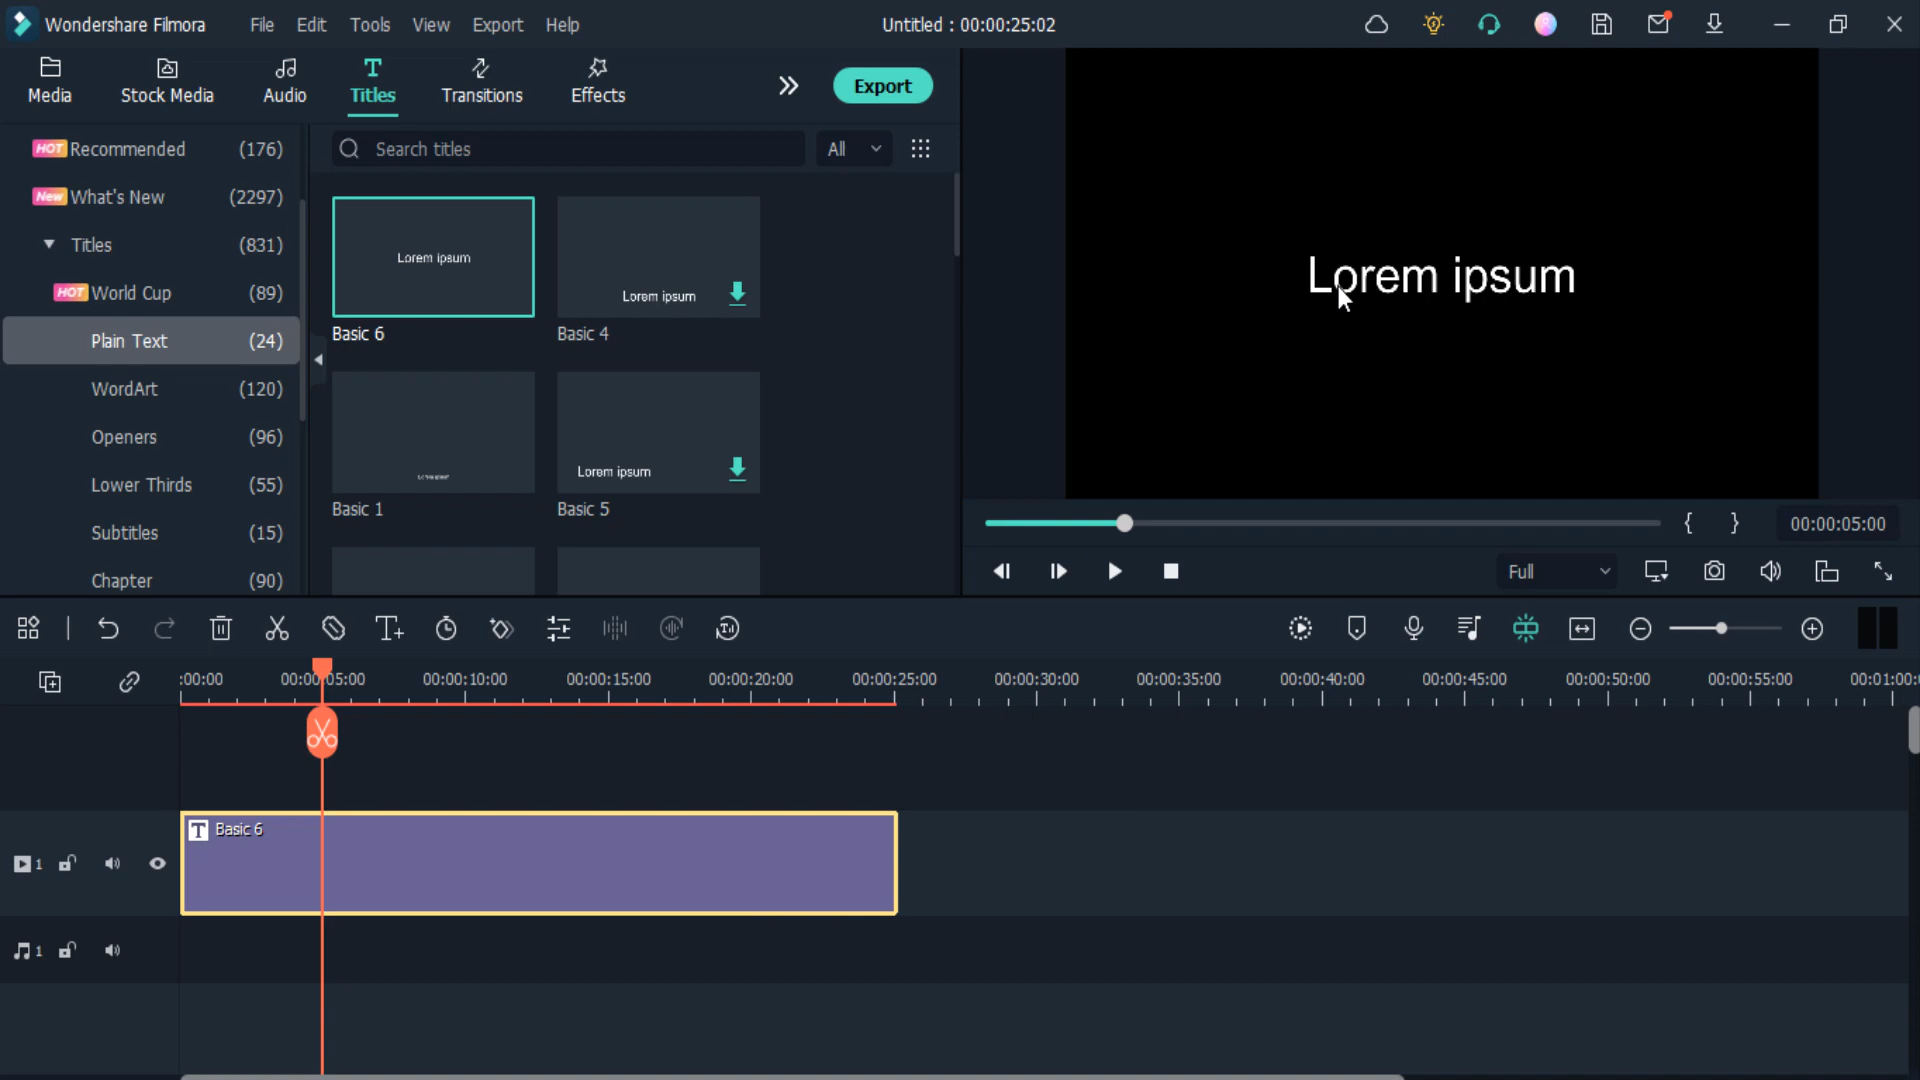 Wondershare Filmora File Edit Tools View Export Help Untitled : 00:00:25:02
Media Stock Media Audio Titles Transitions Effects Export
HOT Recommended (176)
New What's New (2297)
Titles (831)
HOT World Cup (89)
Plain Text (24)
WordArt (120)
Openers (96)
Lower Thirds (55)
Subtitles (15)
Chapter (90)
Search titles All
Lorem ipsum
Basic 6
Lorem ipsum
Basic 4
Basic 1
Lorem ipsum
Basic 5
Lorem ipsum
00:00:05:00
Full
:00:00 00:00:05:00 00:00:10:00 00:00:15:00 00:00:20:00 00:00:25:00 00:00:30:00 00:00:35:00 00:00:40:00 00:00:45:00 00:00:50:00 00:00:55:00 00:01:00:
T Basic 6
1
1